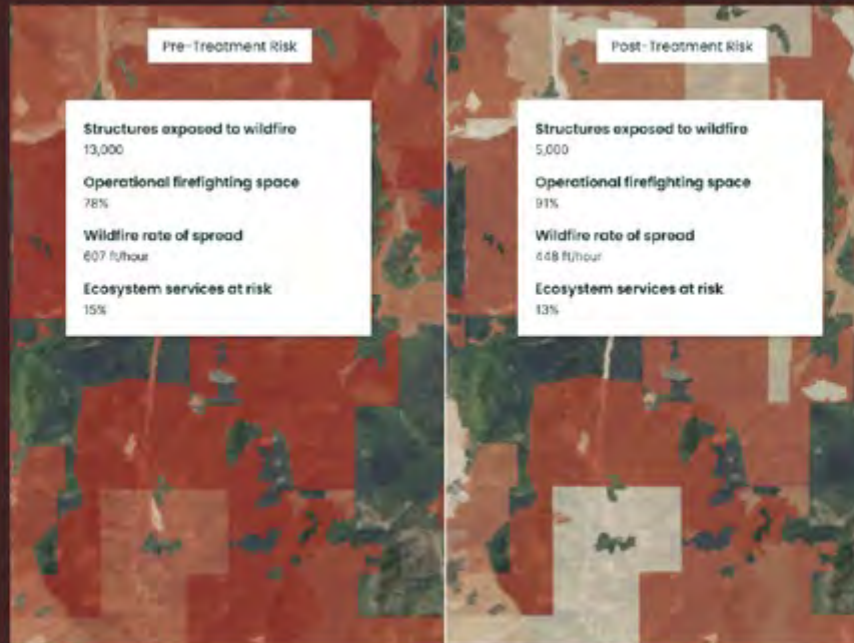 Pre-Treatment Risk
Structures exposed to wildfire
13,000
Operational firefighting space
78%
Wildfire rate of spread
607 ft/hour
Ecosystem services at risk
15%
Post-Treatment Risk
Structures exposed to wildfire
5,000
Operational firefighting space
91%
Wildfire rate of spread
448 ft/hour
Ecosystem services at risk
13%